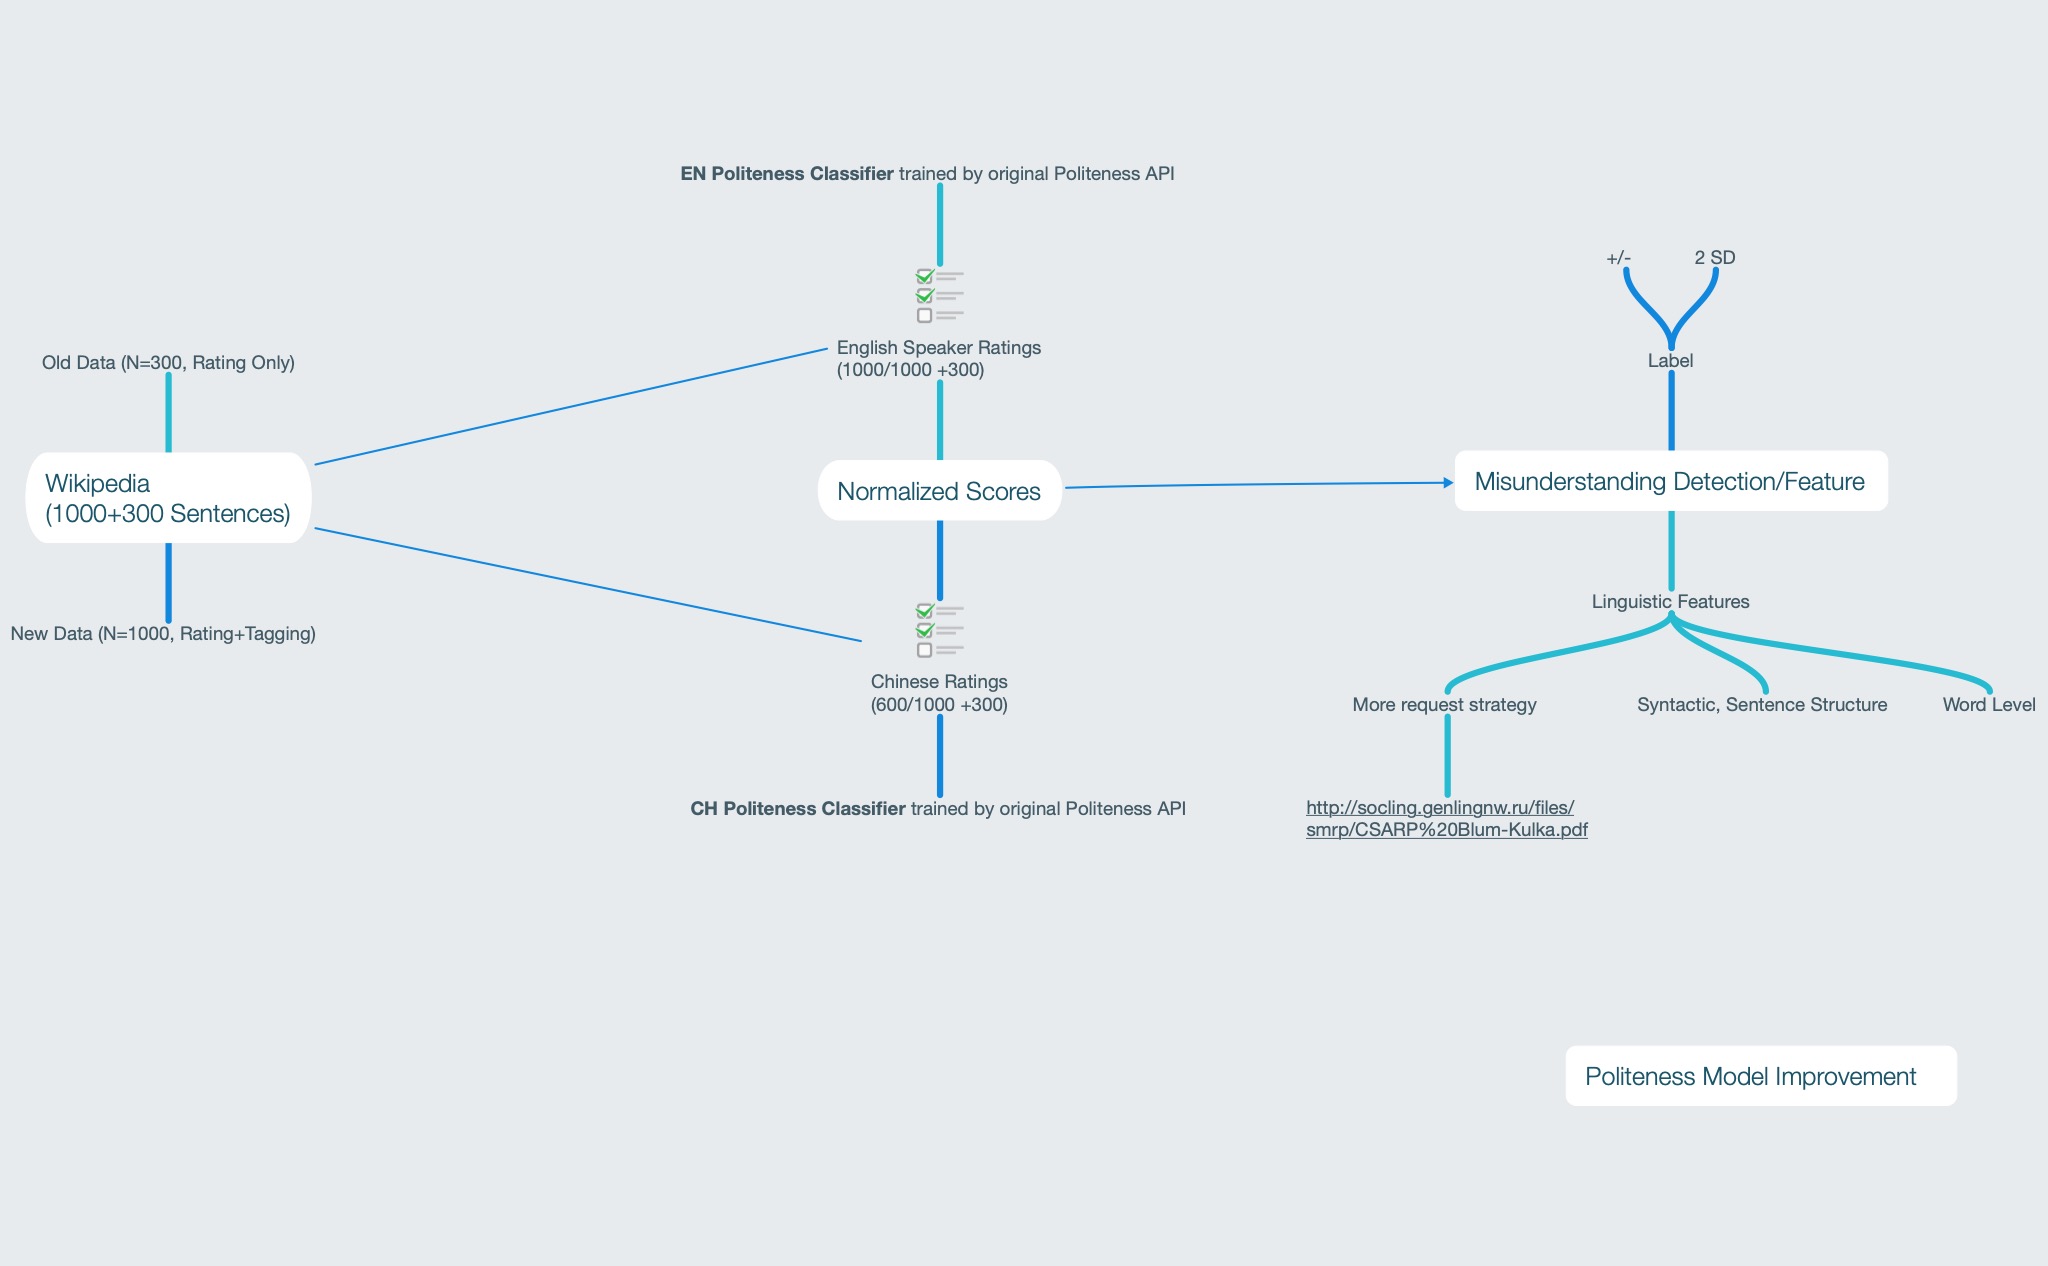 EN Politeness Classifier trained by original Politeness API
+/-
2 SD
English Speaker Ratings
(1000/1000 +300)
Label
Old Data (N=300, Rating Only)
Wikipedia
(1000+300 Sentences)
Normalized Scores
Misunderstanding Detection/Feature
New Data (N=1000, Rating+Tagging)
Linguistic Features
Chinese Ratings
(600/1000 +300)
More request strategy
Syntactic, Sentence Structure
Word Level
CH Politeness Classifier trained by original Politeness API
http://socling.genlingnw.ru/files/
smrp/CSARP%20Blum-Kulka.pdf
Politeness Model Improvement